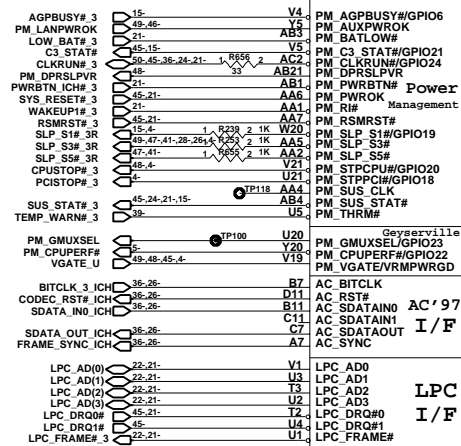 AGPBUSY#_3 15- V4 PM_AGPBUSY#/GPIO6
PM_LANPWROK 49-,46- Y5 PM_AUXPWROK
LOW_BAT#_3 21- AB3 PM_BATLOW#
C3_STAT# 45-,15- V5 PM_C3_STAT#/GPIO21
CLKRUN#_3 50-,45-,36-,24-,21- 1 R656 2 33 AC2 PM_CLKRUN#/GPIO24
PM_DPRSLPVR 48- AB21 PM_DPRSLPVR
PWRBTN_ICH#_3 21- AB1 PM_PWRBTN# Power
SYS_RESET#_3 45-,21- AA6 PM_PWROK Management
WAKEUP1#_3 21- AA1 PM_RI#
RSMRST#_3 45-,21- AA7 PM_RSMRST#
SLP_S1#_3R 15-,4- 1 R239 2 1K W20 PM_SLP_S1#/GPIO19
SLP_S3#_3R 49-,47-,41-,28-,26-,4- 1 R253 2 1K AA5 PM_SLP_S3#
SLP_S5#_3R 47-,41- 1 R655 2 1K AA2 PM_SLP_S5#
CPUSTOP#_3 48-,4- V21 PM_STPCPU#/GPIO20
PCISTOP#_3 4- U21 PM_STPPCI#/GPIO18
TP118 AA4 PM_SUS_CLK
SUS_STAT#_3 45-,24-,21-,15- AB4 PM_SUS_STAT#
TEMP_WARN#_3 39- U5 PM_THRM#
Geyserville
PM_GMUXSEL TP100 U20 PM_GMUXSEL/GPIO23
PM_CPUPERF# 5- Y20 PM_CPUPERF#/GPIO22
VGATE_U 49-,48-,45-,4- V19 PM_VGATE/VRMPWRGD
BITCLK_3_ICH 36-,26- B7 AC_BITCLK
CODEC_RST#_ICH 36-,26- D11 AC_RST# AC'97
SDATA_IN0_ICH 36-,26- B11 AC_SDATAIN0
C11 AC_SDATAIN1 I/F
SDATA_OUT_ICH 36-,26- C7 AC_SDATAOUT
FRAME_SYNC_ICH 36-,26- A7 AC_SYNC
LPC_AD(0) 22-,21- V1 LPC_AD0
LPC_AD(1) 22-,21- U3 LPC_AD1
LPC_AD(2) 22-,21- T3 LPC_AD2 LPC
LPC_AD(3) 22-,21- U2 LPC_AD3
LPC_DRQ0# 45-,21- T2 LPC_DRQ#0 I/F
LPC_DRQ1# 45- U4 LPC_DRQ#1
LPC_FRAME#_3 22-,21- U1 LPC_FRAME#